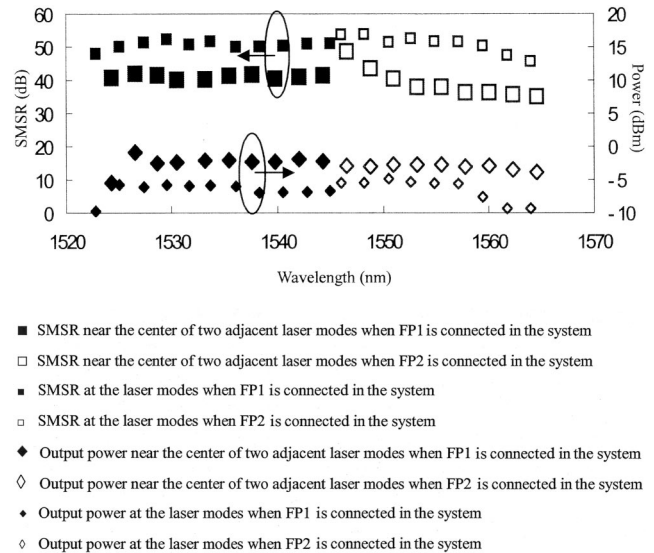 60
50
40
30
20
10
0
SMSR (dB)
20
15
10
5
0
-5
-10
Power (dBm)
1520 1530 1540 1550 1560 1570
Wavelength (nm)
SMSR near the center of two adjacent laser modes when FP1 is connected in the system
SMSR near the center of two adjacent laser modes when FP2 is connected in the system
SMSR at the laser modes when FP1 is connected in the system
SMSR at the laser modes when FP2 is connected in the system
Output power near the center of two adjacent laser modes when FP1 is connected in the system
Output power near the center of two adjacent laser modes when FP2 is connected in the system
Output power at the laser modes when FP1 is connected in the system
Output power at the laser modes when FP2 is connected in the system